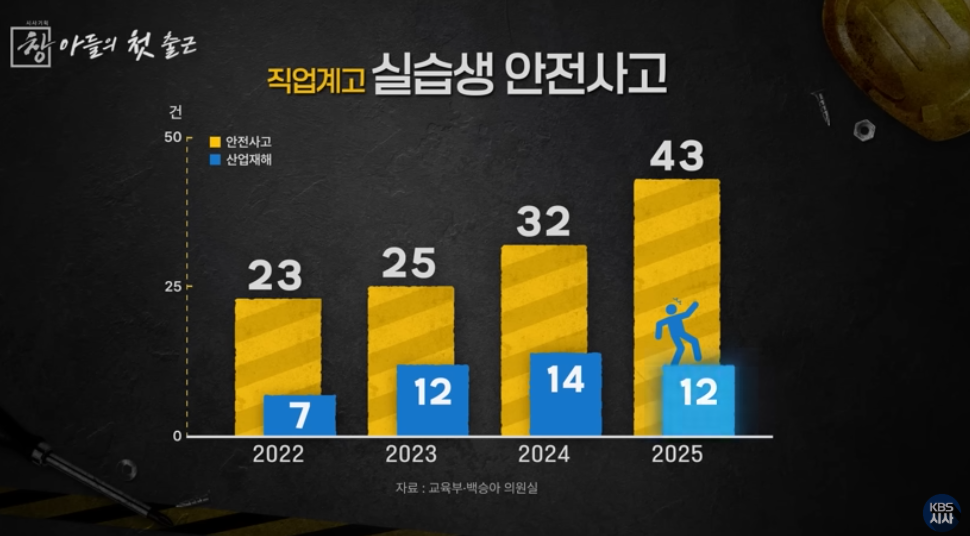 시사기획
창 아들의 첫 출근
직업계고 실습생 안전사고
건
50
안전사고
산업재해
43
32
25
23
25
12
14
12
7
0
2022 2023 2024 2025
자료 : 교육부·백승아 의원실
KBS
시사